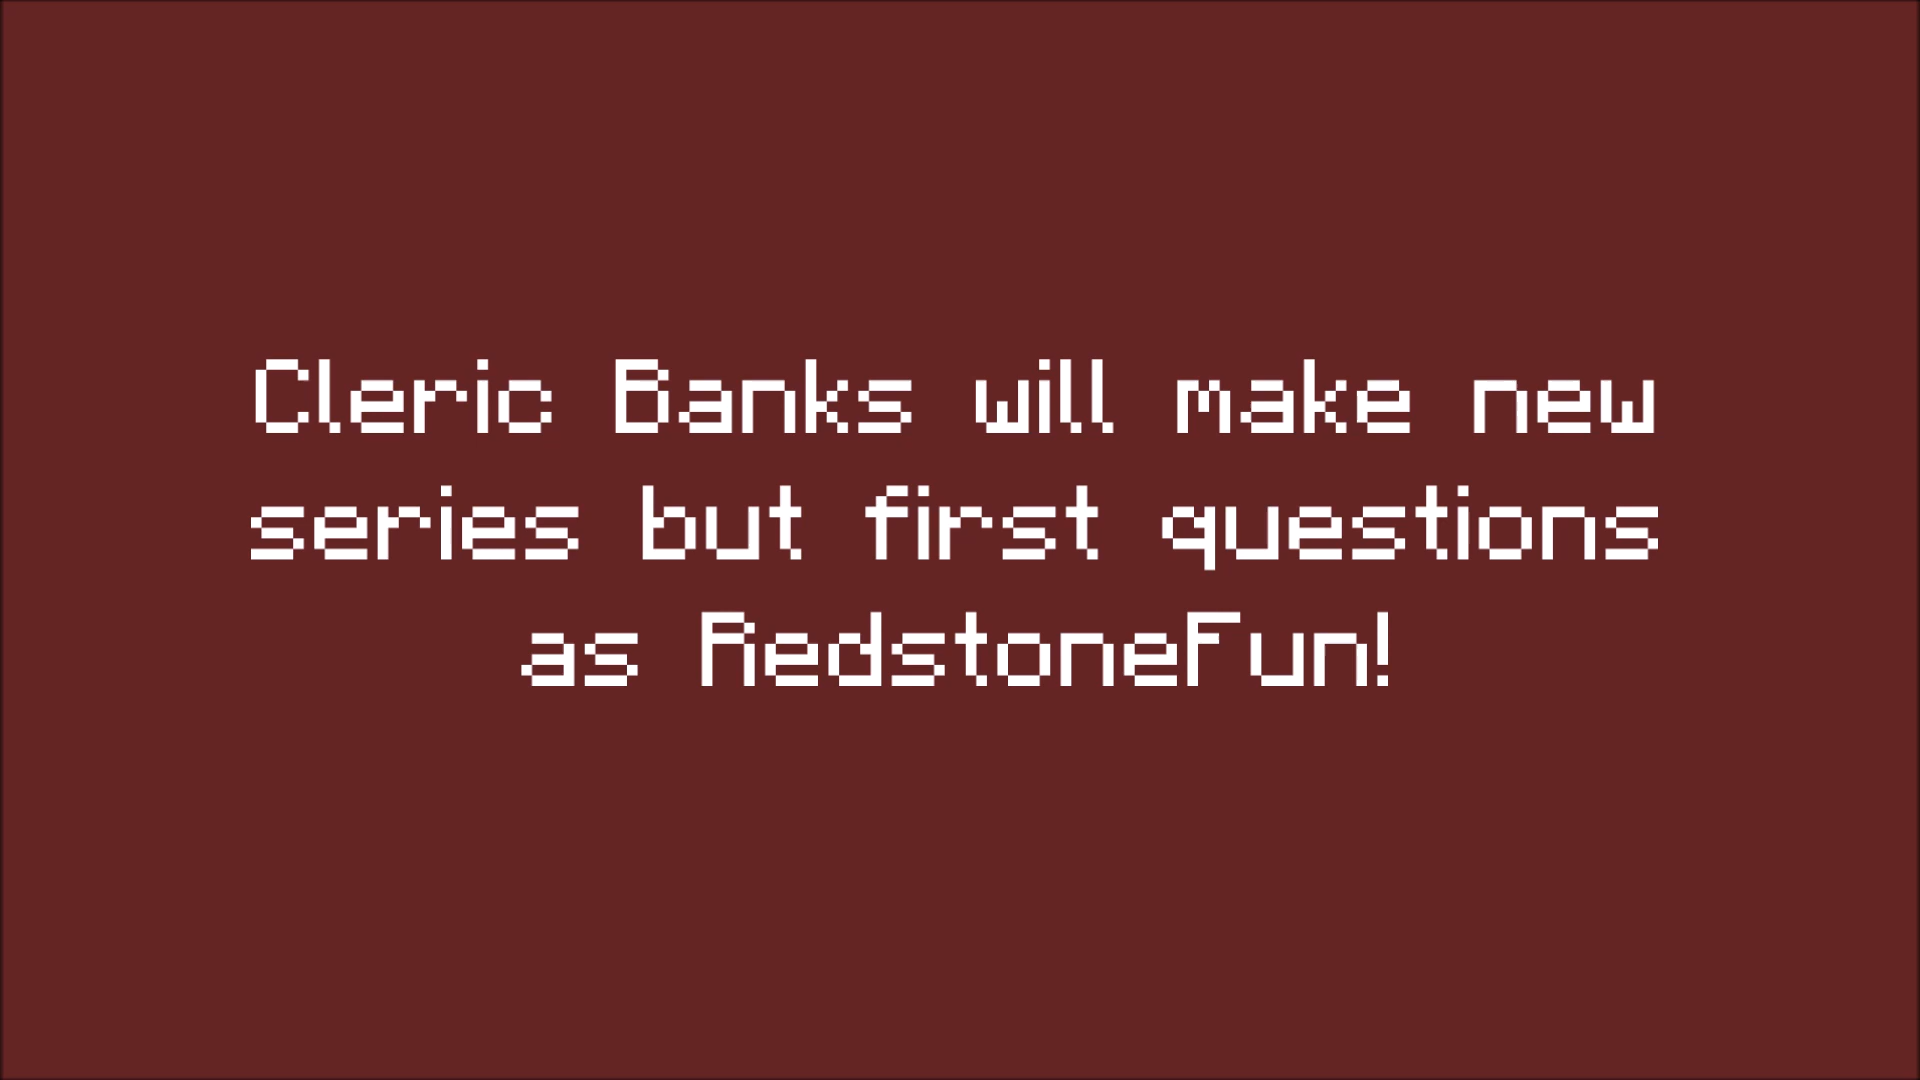 Cleric Banks will make new
series but first questions
as RedstoneFun!